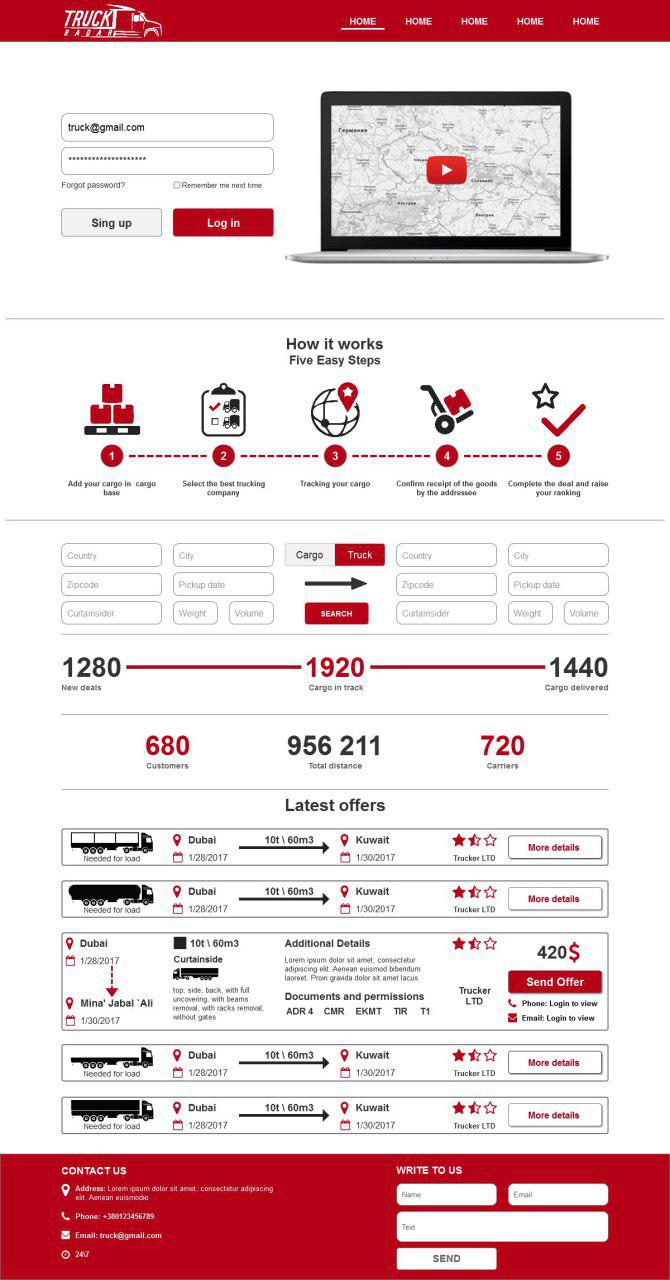 TRUCK
RADAR
HOME HOME HOME HOME HOME
truck@gmail.com
********************
Forgot password? Remember me next time
Sing up Log in
Германия
Словакия
Австрия
Венгрия
How it works
Five Easy Steps
1 2 3 4 5
Add your cargo in cargo base
Select the best trucking company
Tracking your cargo
Confirm receipt of the goods by the addressee
Complete the deal and raise your ranking
Country City Cargo Truck Country City
Zipcode Pickup date Zipcode Pickup date
Curtainsider Weight Volume SEARCH Curtainsider Weight Volume
1280 1920 1440
New deals Cargo in track Cargo delivered
680 956 211 720
Customers Total distance Carriers
Latest offers
Dubai 10t \ 60m3 Kuwait More details
Needed for load 1/28/2017 1/30/2017 Trucker LTD
Dubai 10t \ 60m3 Kuwait More details
Needed for load 1/28/2017 1/30/2017 Trucker LTD
Dubai
1/28/2017
Mina' Jabal `Ali
1/30/2017
10t \ 60m3
Curtainside
top, side, back, with full
uncovering, with beams
removal, with racks removal,
without gates
Additional Details
Lorem ipsum dolor sit amet, consectetur
adipiscing elit. Aenean euismod bibendum
laoreet. Proin gravida dolor sit amet lacus
Documents and permissions
ADR 4 CMR EKMT TIR T1
Trucker
LTD
420$
Send Offer
Phone: Login to view
Email: Login to view
Dubai 10t \ 60m3 Kuwait More details
Needed for load 1/28/2017 1/30/2017 Trucker LTD
Dubai 10t \ 60m3 Kuwait More details
Needed for load 1/28/2017 1/30/2017 Trucker LTD
CONTACT US
Address: Lorem ipsum dolor sit amet, consectetur adipiscing
elit. Aenean euismodio
Phone: +380123456789
Email: truck@gmail.com
24\7
WRITE TO US
Name Email
Text
SEND